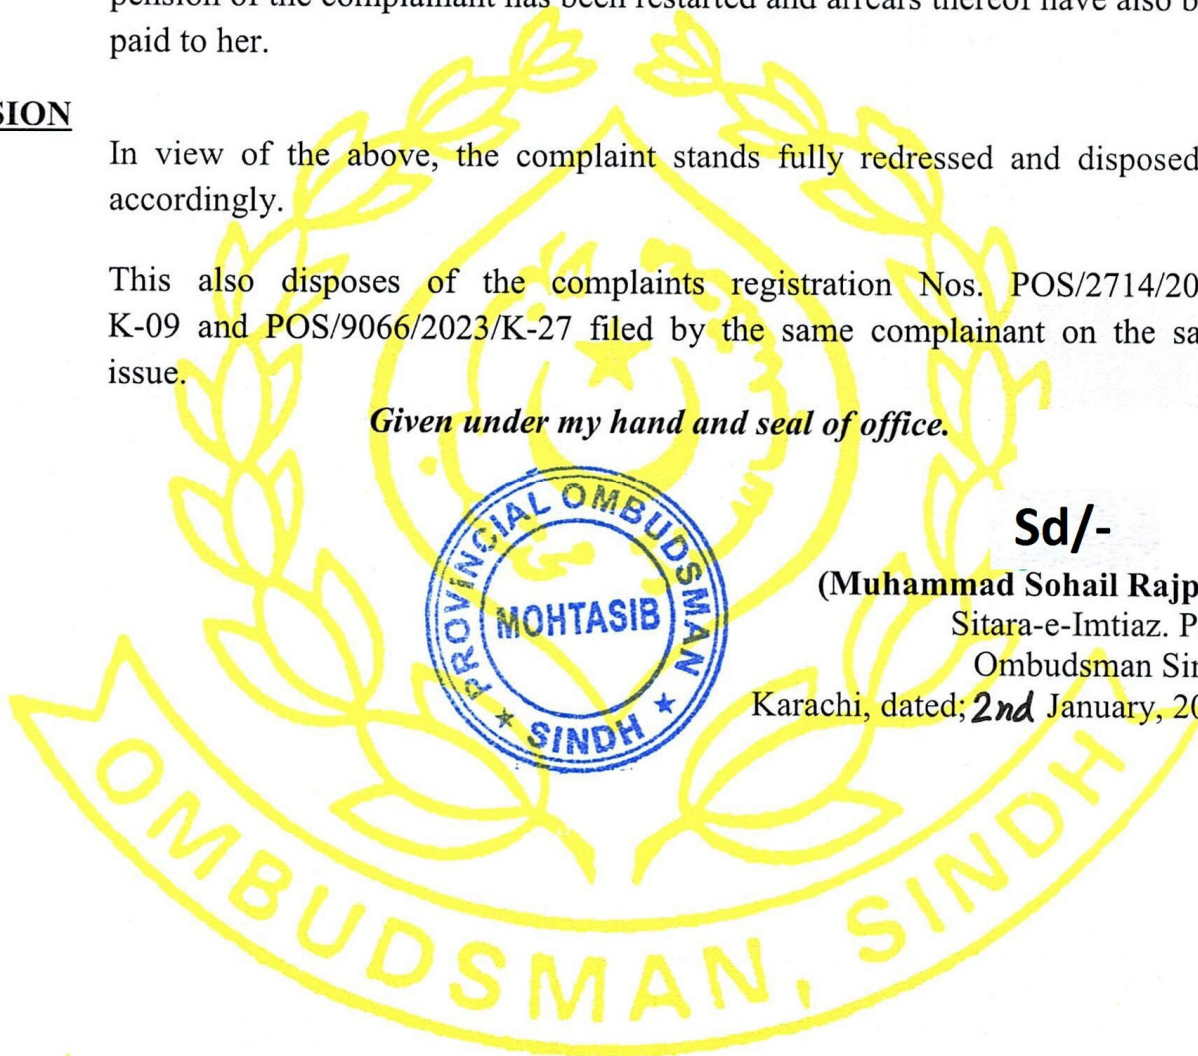 pension of the complainant has been restarted and arrears thereof have also b
paid to her.
SION
In view of the above, the complaint stands fully redressed and disposed
accordingly.
This also disposes of the complaints registration Nos. POS/2714/20
K-09 and POS/9066/2023/K-27 filed by the same complainant on the sa
issue.
Given under my hand and seal of office.
PROVINCIAL OMBUDSMAN
MOHTASIB
★ SINDH ★
Sd/-
(Muhammad Sohail Rajp
Sitara-e-Imtiaz. P
Ombudsman Sin
Karachi, dated; 2nd January, 20
OMBUDSMAN, SINDH